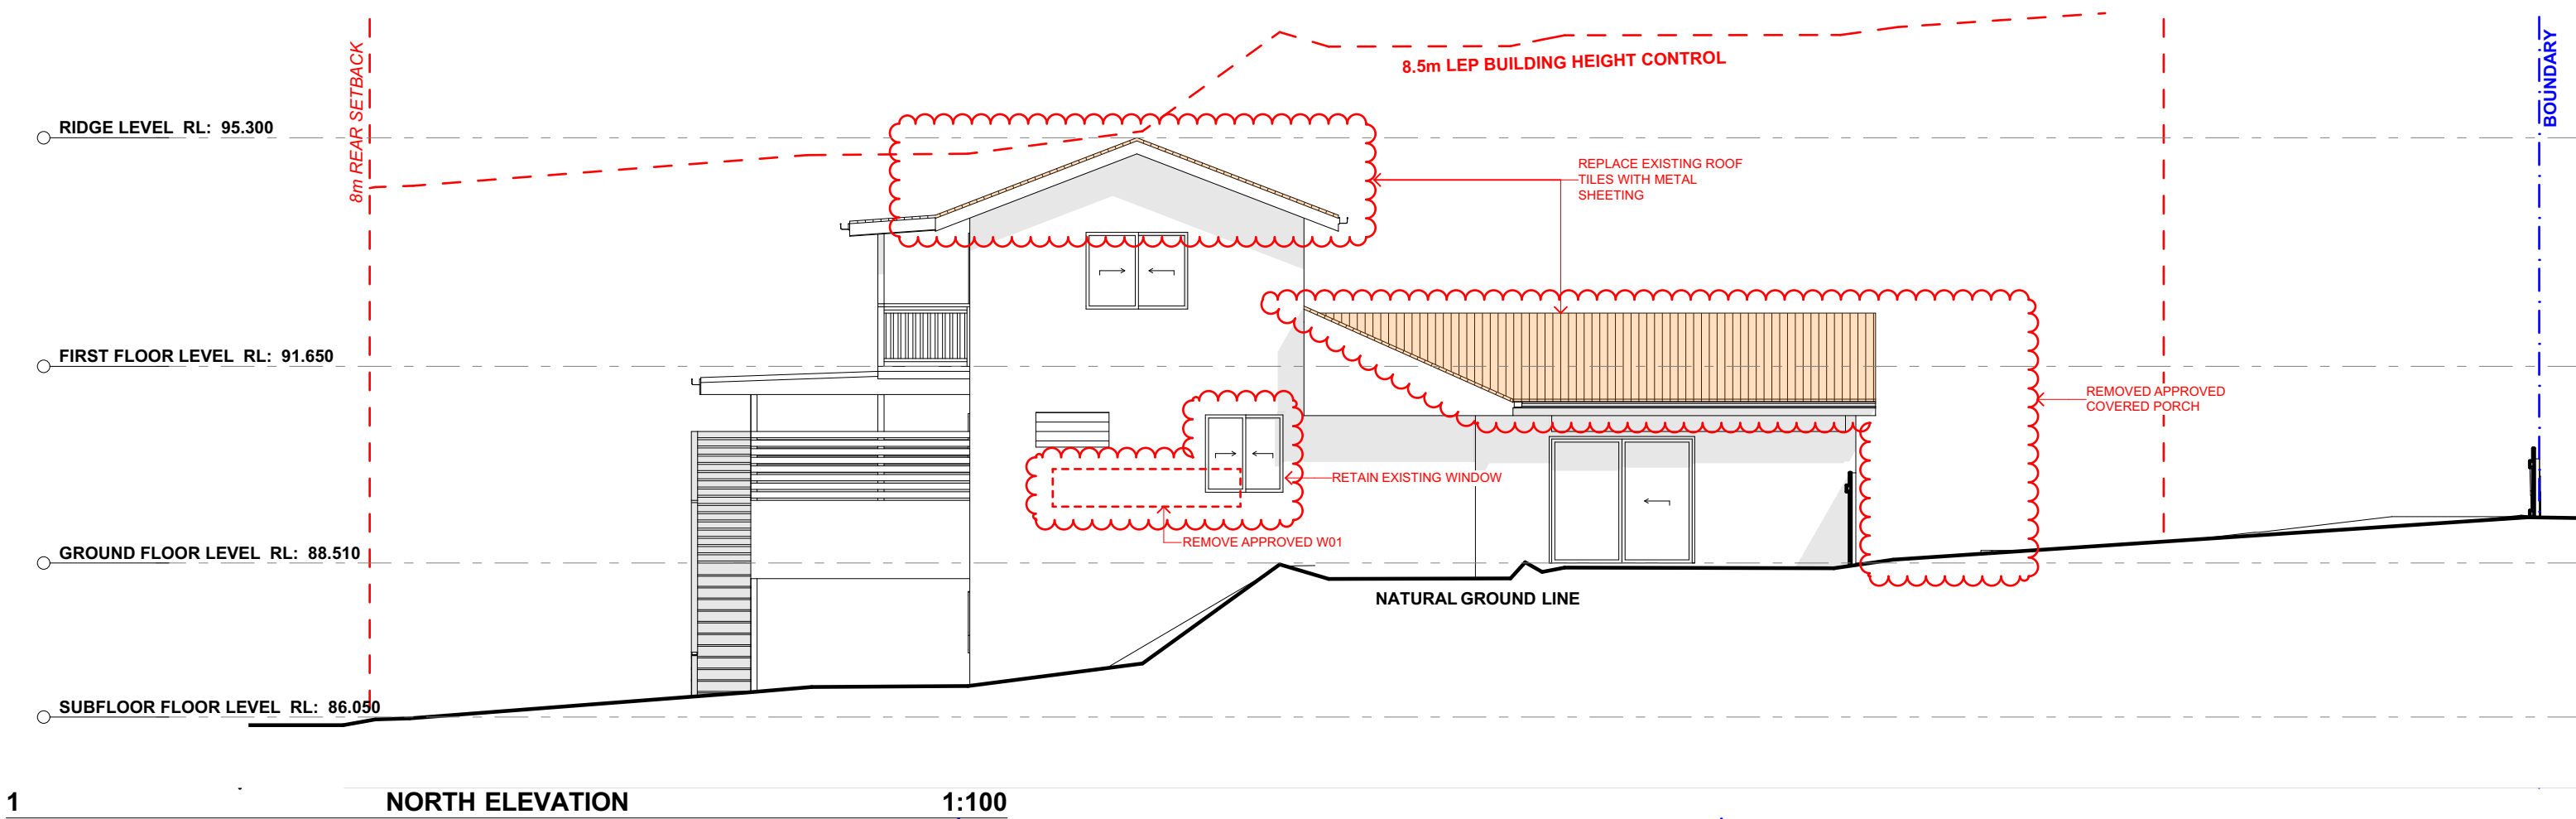 BOUNDARY
8.5m LEP BUILDING HEIGHT CONTROL
8m REAR SETBACK
RIDGE LEVEL RL: 95.300
REPLACE EXISTING ROOF
TILES WITH METAL
SHEETING
FIRST FLOOR LEVEL RL: 91.650
REMOVED APPROVED
COVERED PORCH
RETAIN EXISTING WINDOW
REMOVE APPROVED W01
GROUND FLOOR LEVEL RL: 88.510
NATURAL GROUND LINE
SUBFLOOR FLOOR LEVEL RL: 86.050
1 NORTH ELEVATION 1:100